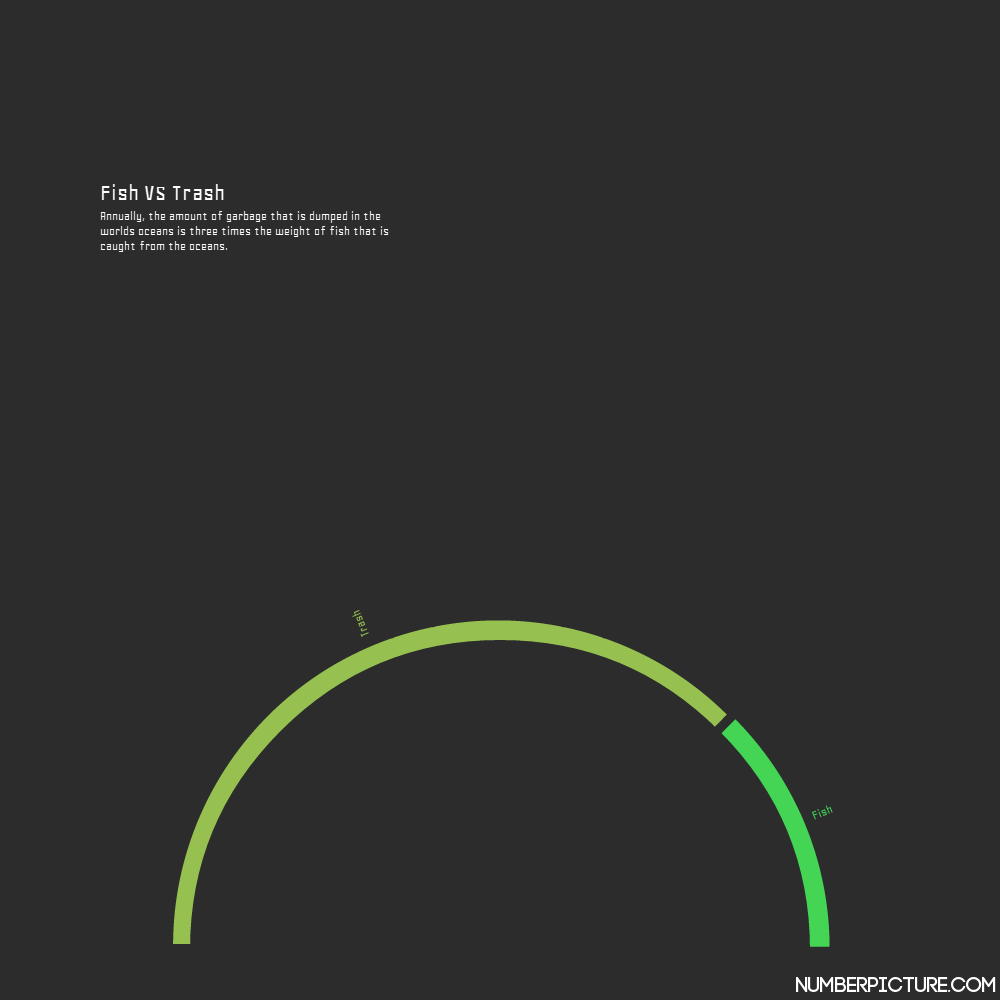 Fish VS Trash
Annually, the amount of garbage that is dumped in the
worlds oceans is three times the weight of fish that is
caught from the oceans.
Trash
Fish
NUMBERPICTURE.COM